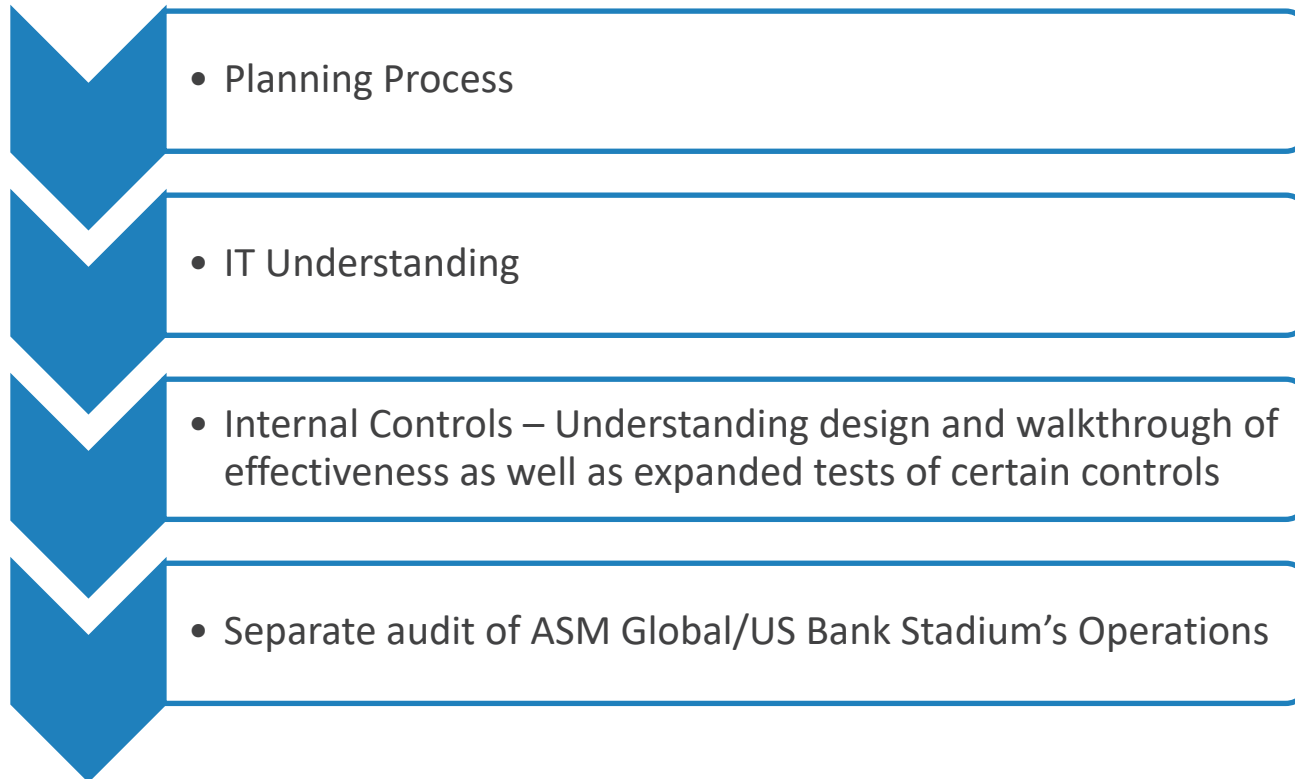 • Planning Process
• IT Understanding
• Internal Controls – Understanding design and walkthrough of
effectiveness as well as expanded tests of certain controls
• Separate audit of ASM Global/US Bank Stadium’s Operations